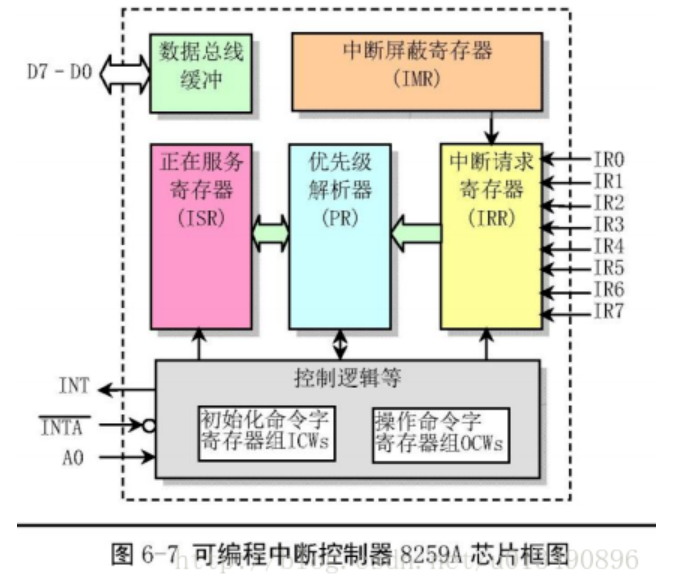 数据总线
缓冲
D7-D0
中断屏蔽寄存器
(IMR)
正在服务
寄存器
(ISR)
优先级
解析器
(PR)
中断请求
寄存器
(IRR)
IR0
IR1
IR2
IR3
IR4
IR5
IR6
IR7
控制逻辑等
INT
INTA
A0
初始化命令字
寄存器组ICWs
操作命令字
寄存器组OCWs
图 6-7 可编程中断控制器 8259A 芯片框图